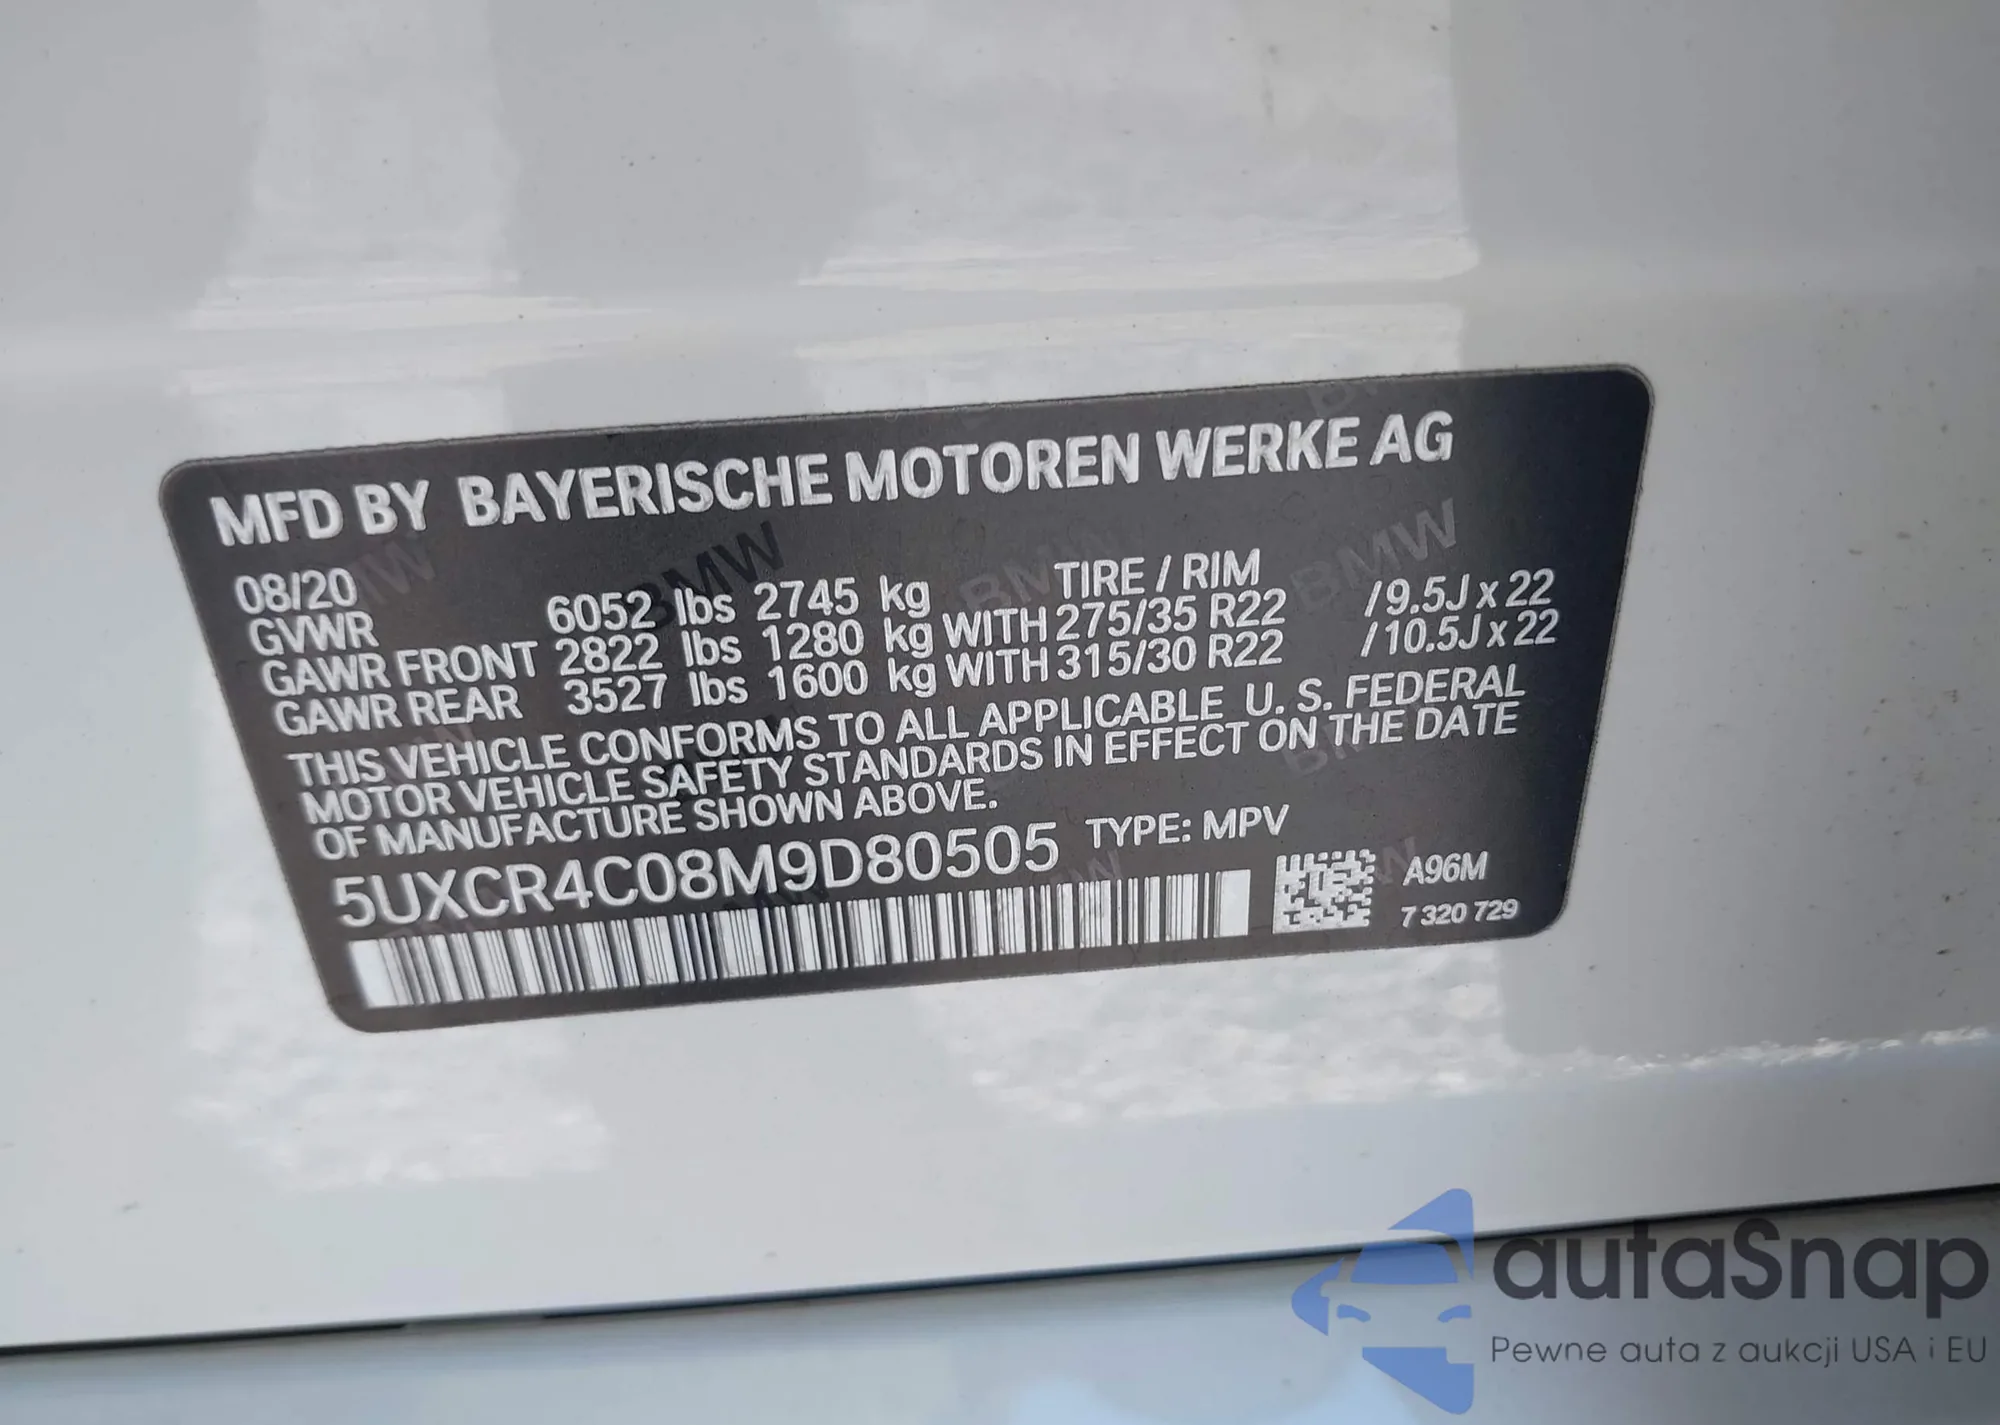 MFD BY BAYERISCHE MOTOREN WERKE AG
08/20 TIRE / RIM
GVWR 6052 lbs 2745 kg
GAWR FRONT 2822 lbs 1280 kg WITH 275/35 R22 /9.5J x 22
GAWR REAR 3527 lbs 1600 kg WITH 315/30 R22 /10.5J x 22
THIS VEHICLE CONFORMS TO ALL APPLICABLE U. S. FEDERAL
MOTOR VEHICLE SAFETY STANDARDS IN EFFECT ON THE DATE
OF MANUFACTURE SHOWN ABOVE.
5UXCR4C08M9D80505 TYPE: MPV
A96M
7 320 729
autaSnap
Pewne auta z aukcji USA i EU